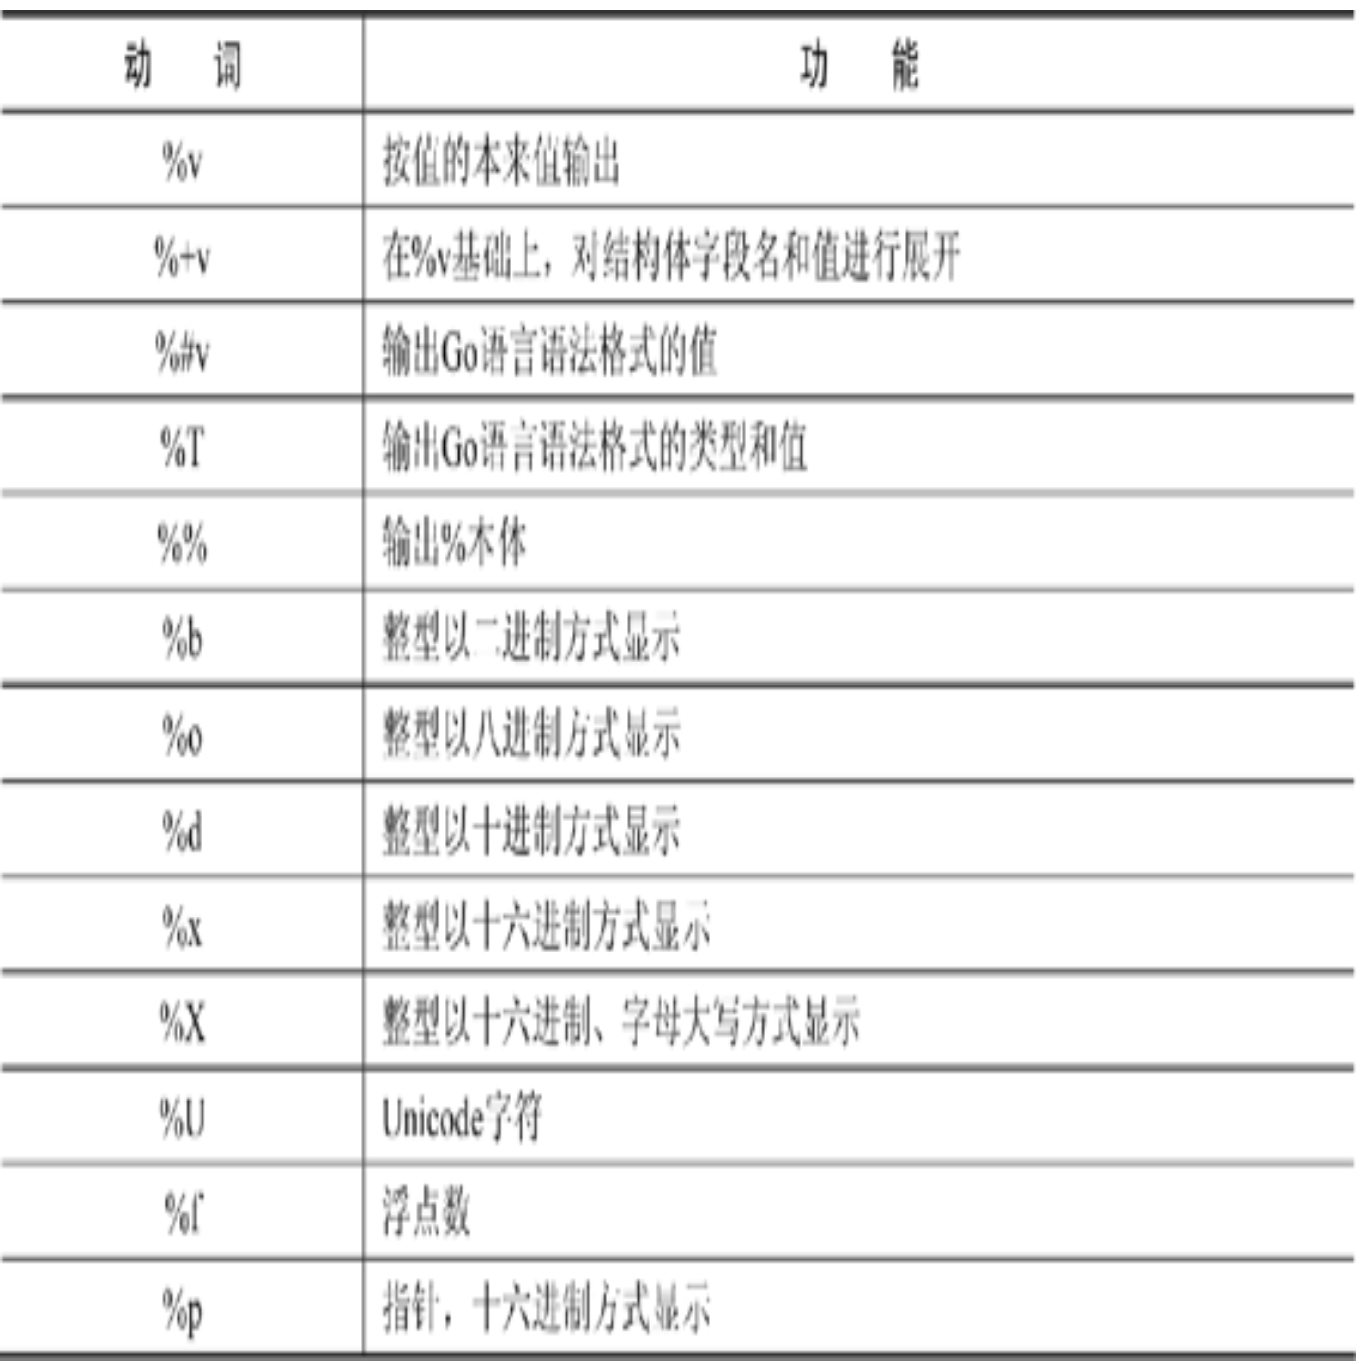 动 词 功 能
%v 按值的本来值输出
%+v 在%v基础上，对结构体字段名和值进行展开
%#v 输出Go语言语法格式的值
%T 输出Go语言语法格式的类型和值
%% 输出%本体
%b 整型以二进制方式显示
%o 整型以八进制方式显示
%d 整型以十进制方式显示
%x 整型以十六进制方式显示
%X 整型以十六进制、字母大写方式显示
%U Unicode字符
%f 浮点数
%p 指针，十六进制方式显示